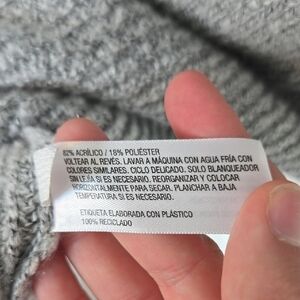 82% ACRÍLICO / 18% POLIÉSTER
VOLTEAR AL REVÉS. LAVAR A MÁQUINA CON AGUA FRÍA CON
COLORES SIMILARES. CICLO DELICADO. SOLO BLANQUEADOR
SIN LEJIA SI ES NECESARIO. REORGANIZAR Y COLOCAR
HORIZONTALMENTE PARA SECAR. PLANCHAR A BAJA
TEMPERATURA SI ES NECESARIO.
ETIQUETA ELABORADA CON PLÁSTICO
100% RECICLADO